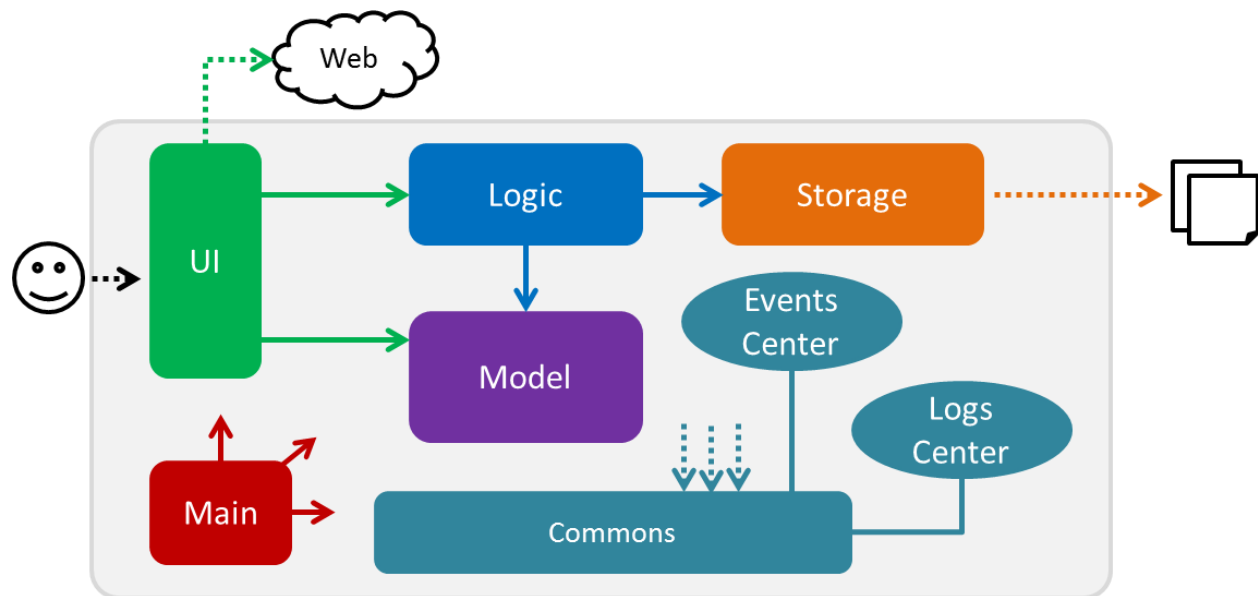 Web
UI
Logic
Storage
Events
Center
Model
Logs
Center
Main
Commons